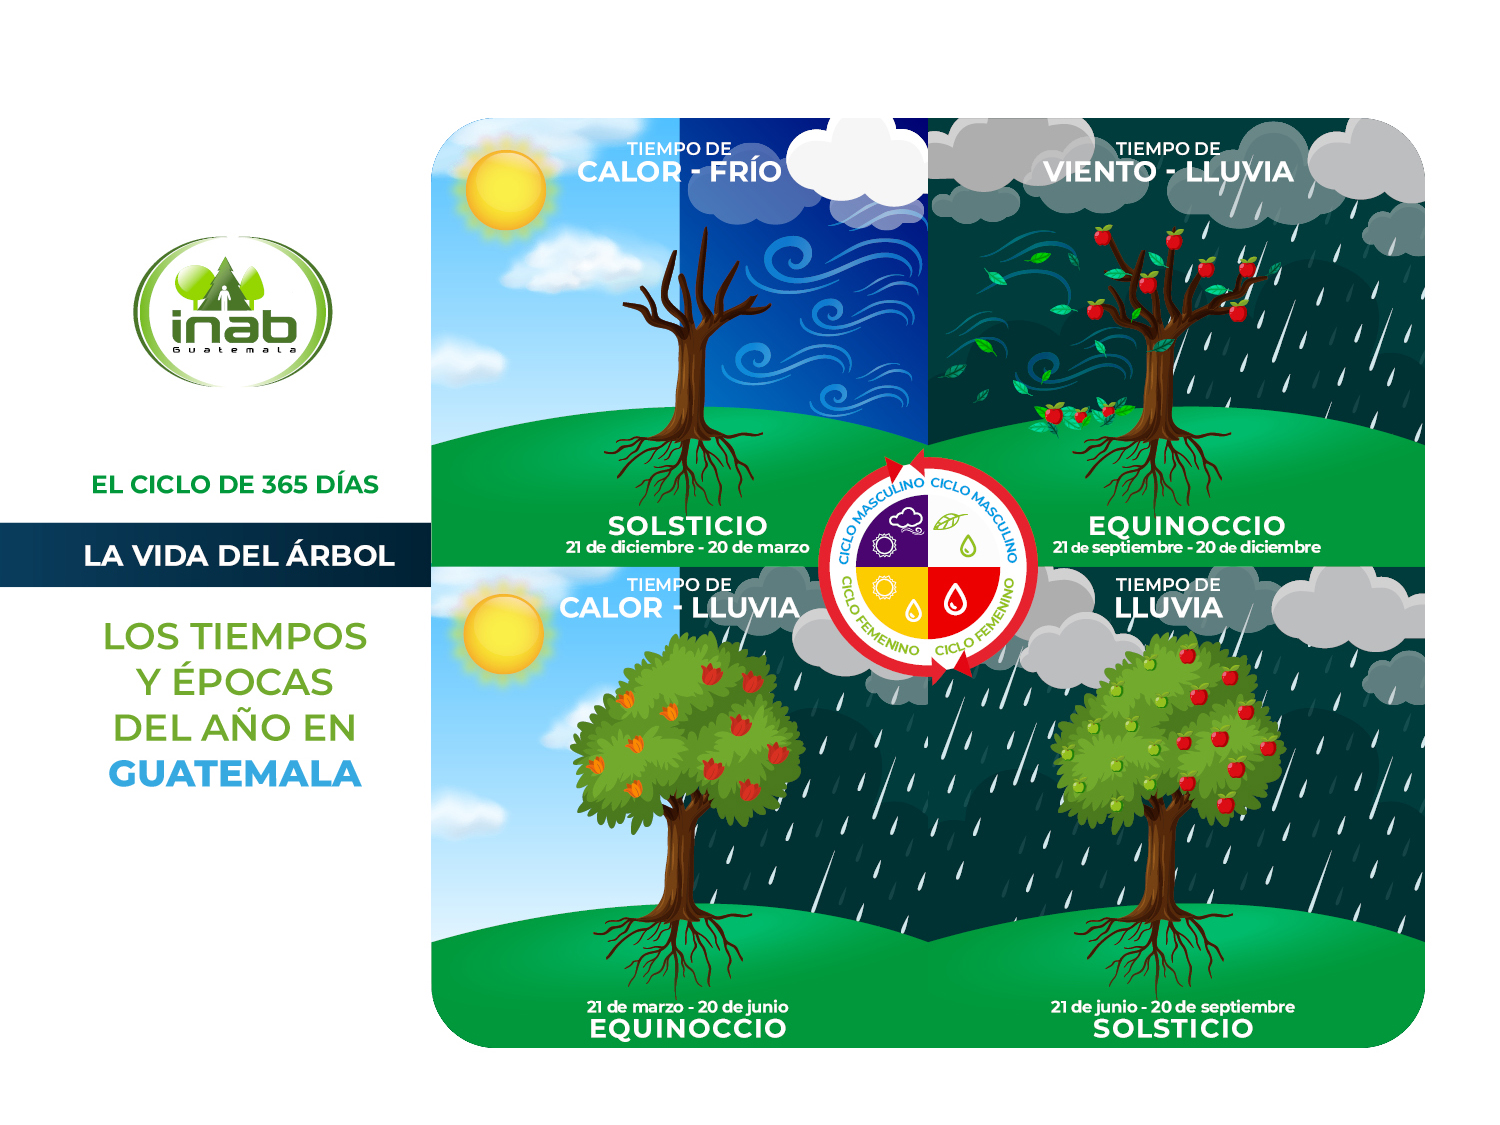 inab
Guatemala
EL CICLO DE 365 DÍAS
LA VIDA DEL ÁRBOL
LOS TIEMPOS
Y ÉPOCAS
DEL AÑO EN
GUATEMALA
TIEMPO DE
CALOR - FRÍO
SOLSTICIO
21 de diciembre - 20 de marzo
TIEMPO DE
VIENTO - LLUVIA
EQUINOCCIO
21 de septiembre - 20 de diciembre
CICLO MASCULINO
CICLO MASCULINO
CICLO FEMENINO
CICLO FEMENINO
TIEMPO DE
CALOR - LLUVIA
21 de marzo - 20 de junio
EQUINOCCIO
TIEMPO DE
LLUVIA
21 de junio - 20 de septiembre
SOLSTICIO